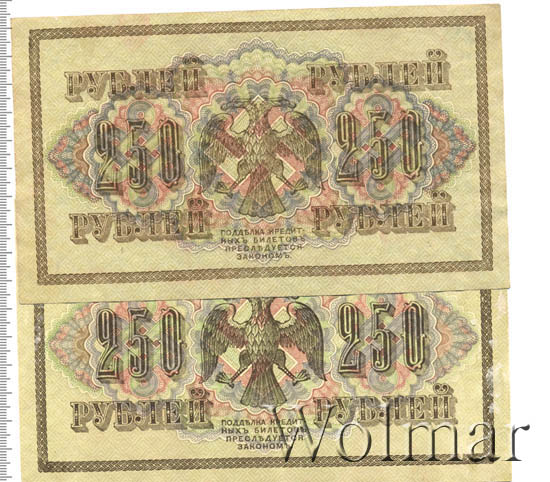 РУБЛЕЙ РУБЛЕЙ
250 250
РУБЛЕЙ РУБЛЕЙ
ПОДДѢЛКА КРЕДИТ-
НЫХЪ БИЛЕТОВЪ
ПРЕСЛѢДУЕТСЯ
ЗАКОНОМЪ.
250 250
РУБЛЕЙ РУБЛЕЙ
ПОДДѢЛКА КРЕДИТ-
НЫХЪ БИЛЕТОВЪ
ПРЕСЛѢДУЕТСЯ
ЗАКОНОМЪ.
Wolmar